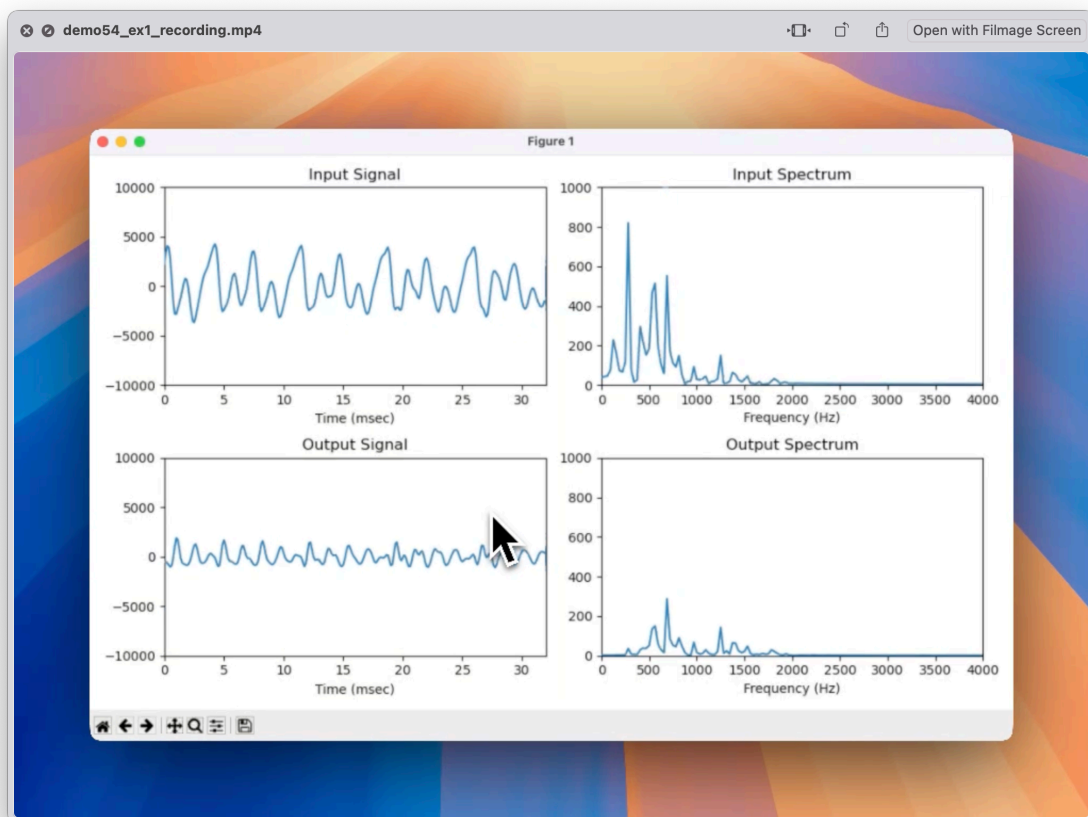 demo54_ex1_recording.mp4
Open with Filmage Screen
Figure 1
Input Signal
10000
5000
0
−5000
−10000
0 5 10 15 20 25 30
Time (msec)
Input Spectrum
1000
800
600
400
200
0
0 500 1000 1500 2000 2500 3000 3500 4000
Frequency (Hz)
Output Signal
10000
5000
0
−5000
−10000
0 5 10 15 20 25 30
Time (msec)
Output Spectrum
1000
800
600
400
200
0
0 500 1000 1500 2000 2500 3000 3500 4000
Frequency (Hz)